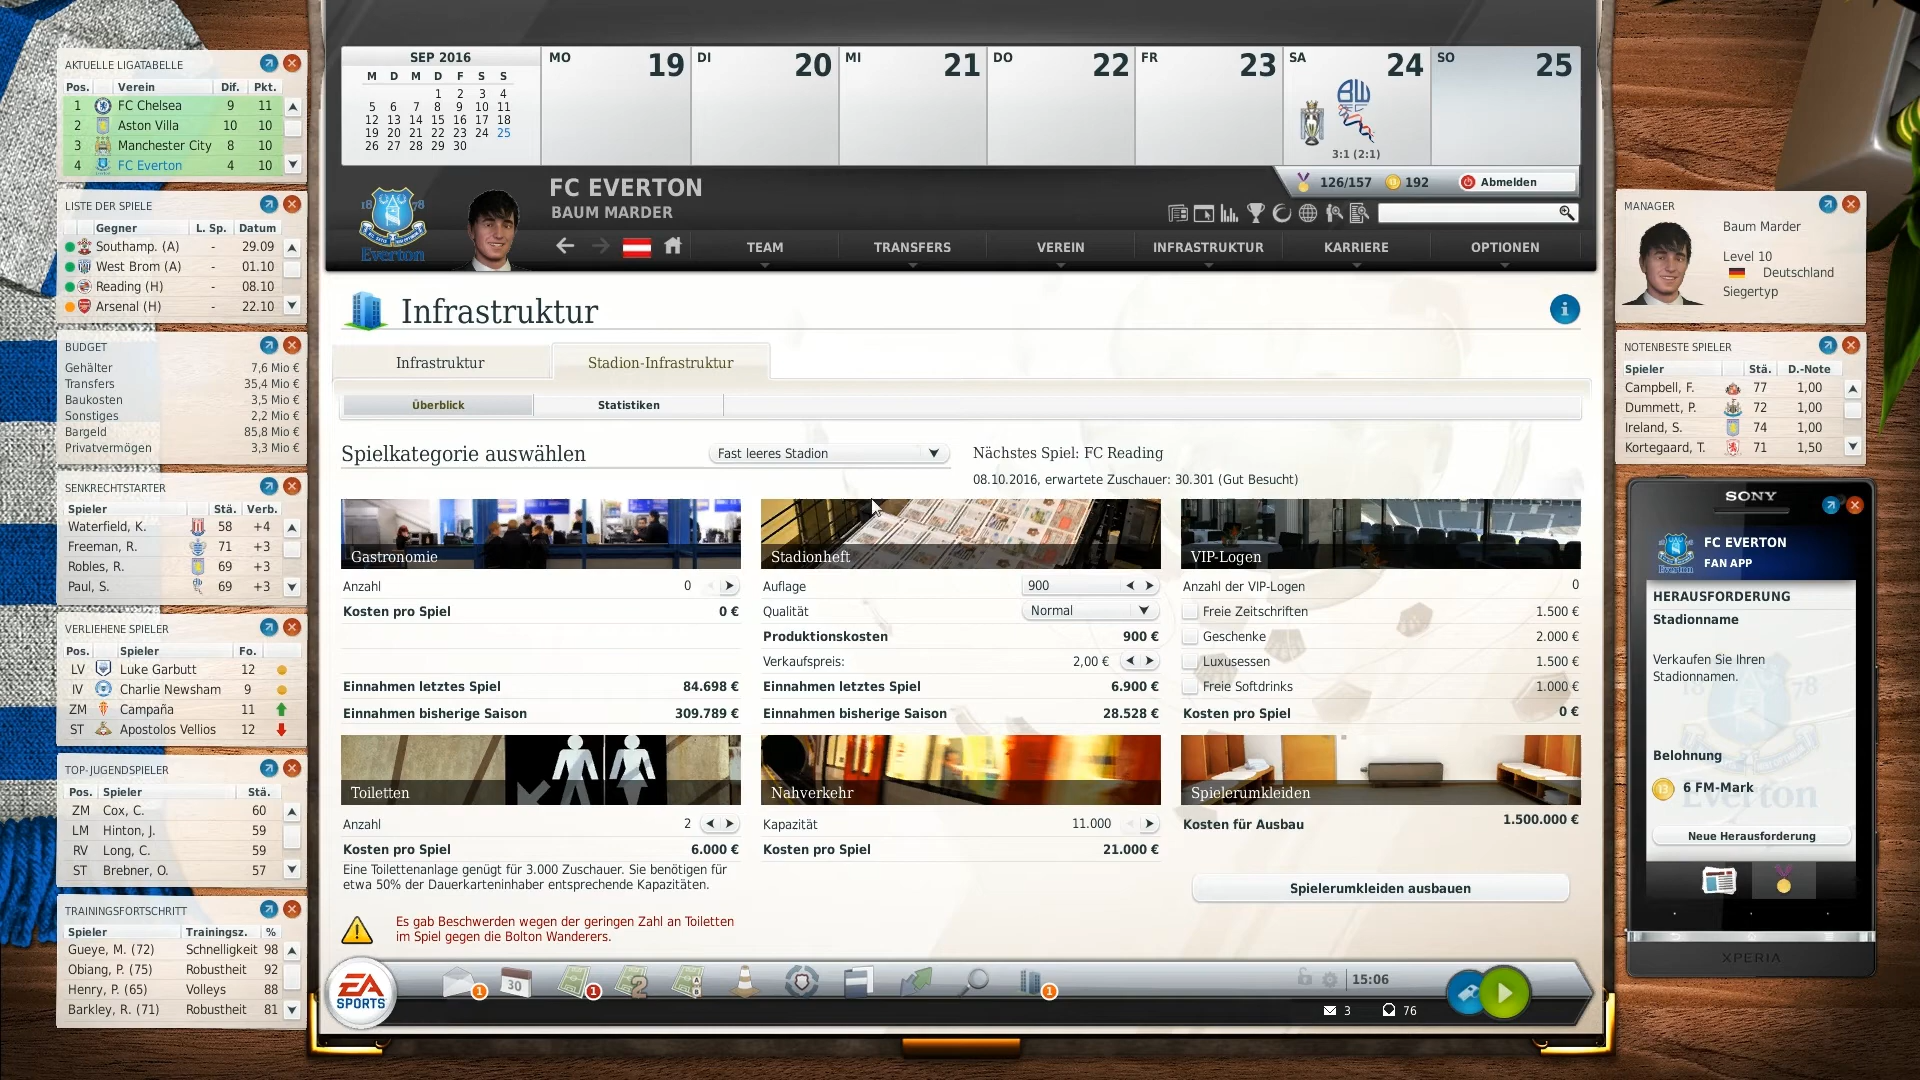 AKTUELLE LIGATABELLE
Pos. Verein Dif. Pkt.
1 FC Chelsea 9 11
2 Aston Villa 10 10
3 Manchester City 8 10
4 FC Everton 4 10
LISTE DER SPIELE
Gegner L. Sp. Datum
Southamp. (A) - 29.09
West Brom (A) - 01.10
Reading (H) - 08.10
Arsenal (H) - 22.10
BUDGET
Gehälter 7,6 Mio €
Transfers 35,4 Mio €
Baukosten 3,5 Mio €
Sonstiges 2,2 Mio €
Bargeld 85,8 Mio €
Privatvermögen 3,3 Mio €
SENKRECHTSTARTER
Spieler Stä. Verb.
Waterfield, K. 58 +4
Freeman, R. 71 +3
Robles, R. 69 +3
Paul, S. 69 +3
VERLIEHENE SPIELER
Pos. Spieler Fo.
LV Luke Garbutt 12
IV Charlie Newsham 9
ZM Campaña 11
ST Apostolos Vellios 12
TOP-JUGENDSPIELER
Pos. Spieler Stä.
ZM Cox, C. 60
LM Hinton, J. 59
RV Long, C. 59
ST Brebner, O. 57
TRAININGSFORTSCHRITT
Spieler Trainingsz. %
Gueye, M. (72) Schnelligkeit 98
Obiang, P. (75) Robustheit 92
Henry, P. (65) Volleys 88
Barkley, R. (71) Robustheit 81
SEP 2016
M D M D F S S
1 2 3 4
5 6 7 8 9 10 11
12 13 14 15 16 17 18
19 20 21 22 23 24 25
26 27 28 29 30
MO 19 DI 20 MI 21 DO 22 FR 23 SA 24 SO 25
BW
3:1 (2:1)
126/157 192 Abmelden
18 78
Everton
FC EVERTON
BAUM MARDER
TEAM TRANSFERS VEREIN INFRASTRUKTUR KARRIERE OPTIONEN
Infrastruktur
i
Infrastruktur Stadion-Infrastruktur
Überblick Statistiken
Spielkategorie auswählen Fast leeres Stadion
Nächstes Spiel: FC Reading
08.10.2016, erwartete Zuschauer: 30.301 (Gut Besucht)
Gastronomie
Anzahl 0
Kosten pro Spiel 0 €
Einnahmen letztes Spiel 84.698 €
Einnahmen bisherige Saison 309.789 €
Stadionheft
Auflage 900
Qualität Normal
Produktionskosten 900 €
Verkaufspreis: 2,00 €
Einnahmen letztes Spiel 6.900 €
Einnahmen bisherige Saison 28.528 €
VIP-Logen
Anzahl der VIP-Logen 0
Freie Zeitschriften 1.500 €
Geschenke 2.000 €
Luxusessen 1.500 €
Freie Softdrinks 1.000 €
Kosten pro Spiel 0 €
Toiletten
Anzahl 2
Kosten pro Spiel 6.000 €
Eine Toilettenanlage genügt für 3.000 Zuschauer. Sie benötigen für
etwa 50% der Dauerkarteninhaber entsprechende Kapazitäten.
Es gab Beschwerden wegen der geringen Zahl an Toiletten
im Spiel gegen die Bolton Wanderers.
Nahverkehr
Kapazität 11.000
Kosten pro Spiel 21.000 €
Spielerumkleiden
Kosten für Ausbau 1.500.000 €
Spielerumkleiden ausbauen
EA
SPORTS
1 30 1 2 1
15:06
3 76
MANAGER
Baum Marder
Level 10
Deutschland
Siegertyp
NOTENBESTE SPIELER
Spieler Stä. D.-Note
Campbell, F. 77 1,00
Dummett, P. 72 1,00
Ireland, S. 74 1,00
Kortegaard, T. 71 1,50
SONY
FC EVERTON
FAN APP
Everton
HERAUSFORDERUNG
Stadionname
Verkaufen Sie Ihren
Stadionnamen.
18 78
Belohnung
13 6 FM-Mark
Everton
Neue Herausforderung
XPERIA